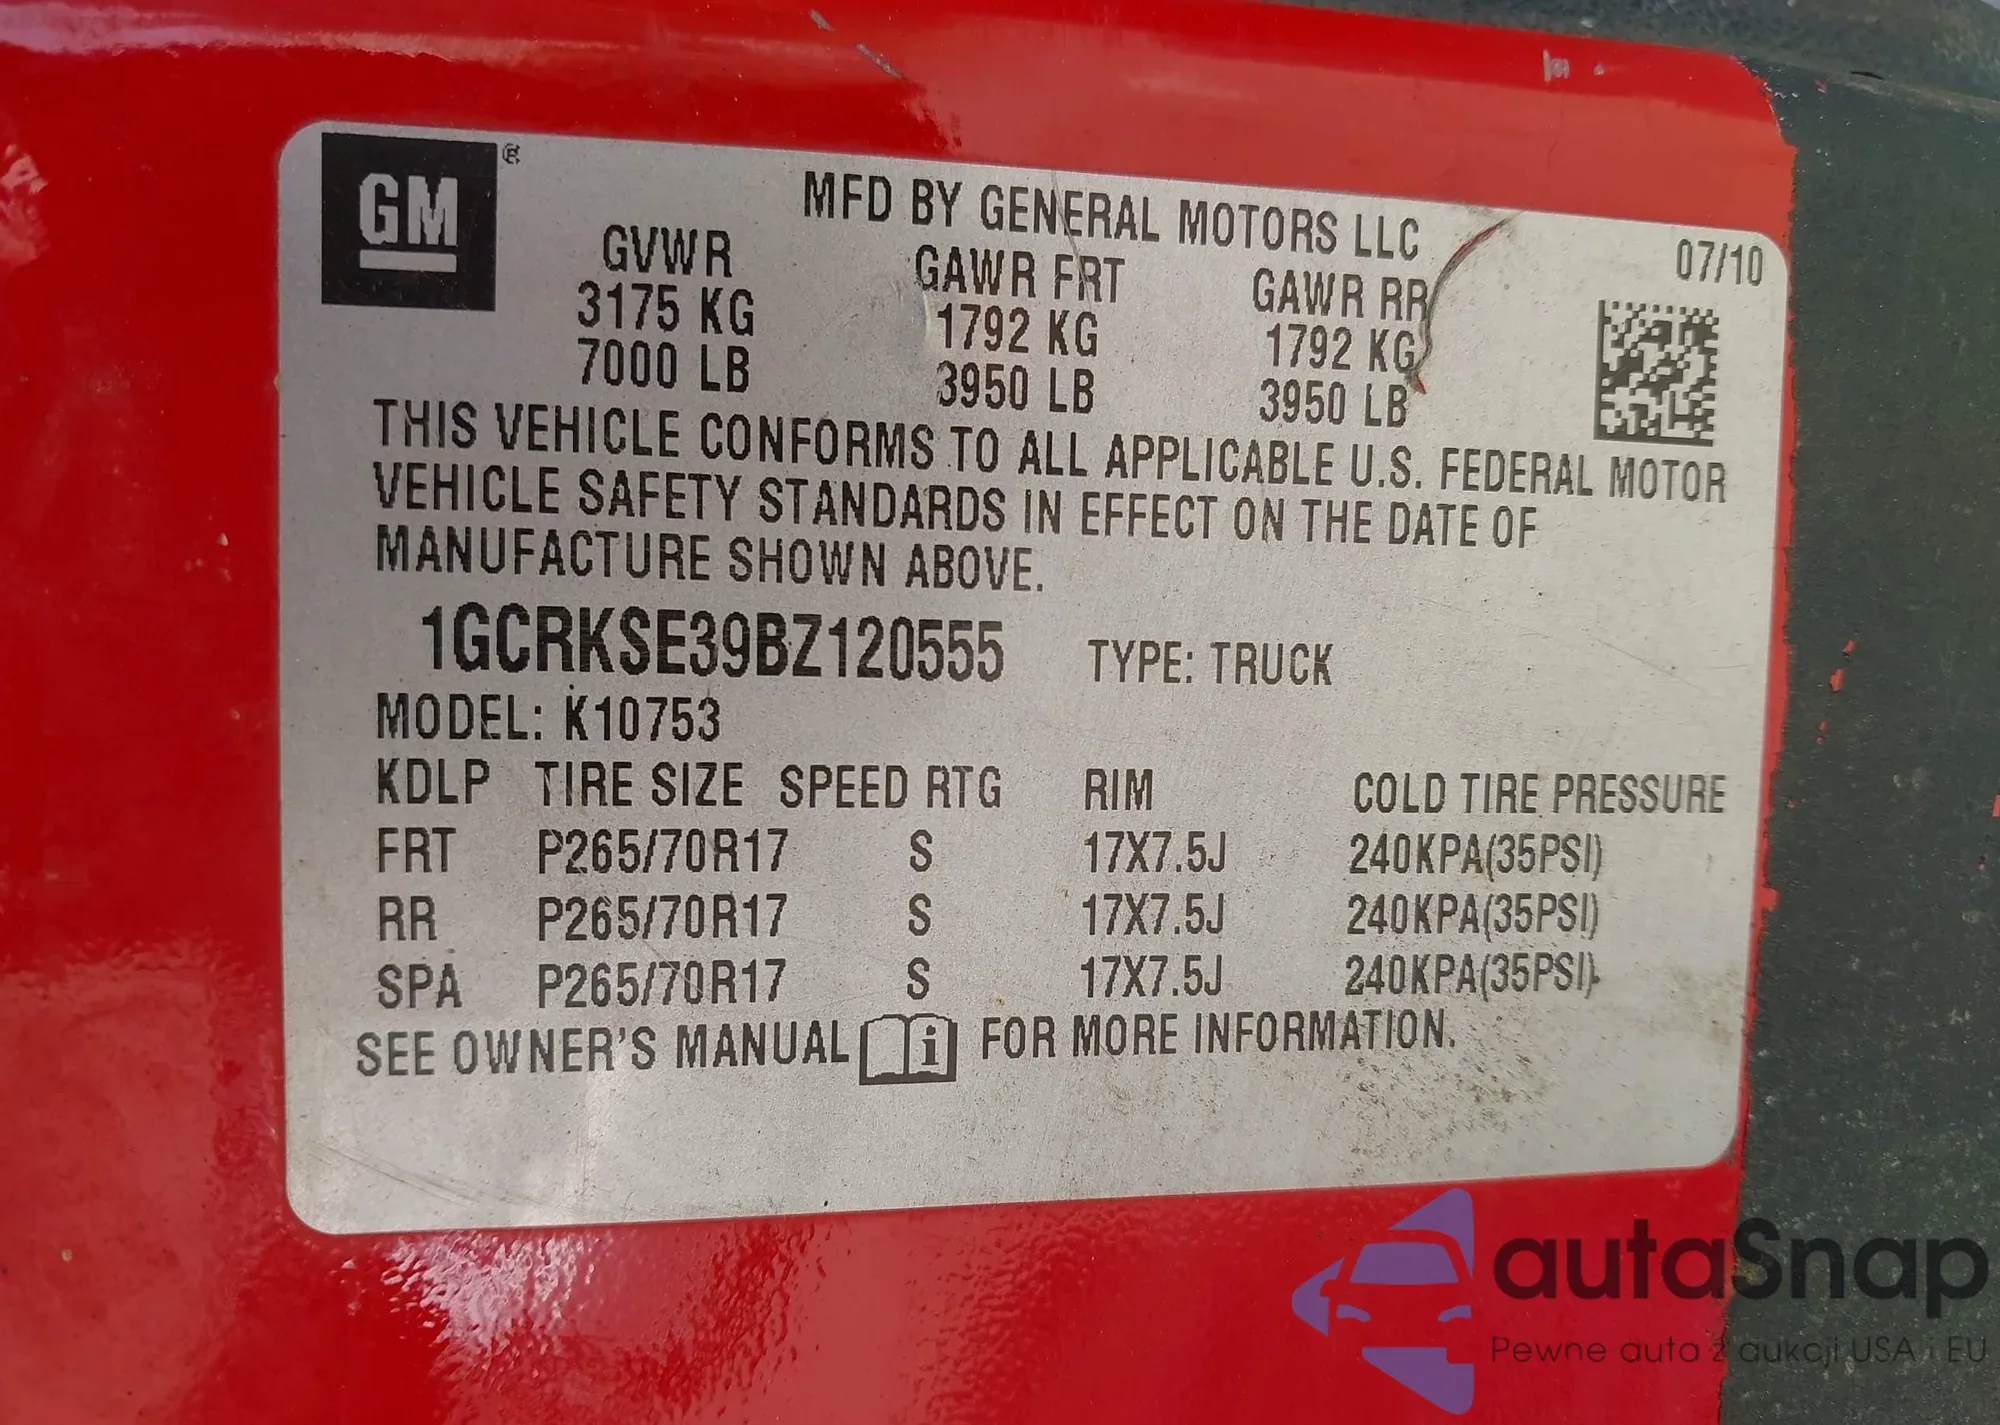 GM
MFD BY GENERAL MOTORS LLC
07/10
GVWR GAWR FRT GAWR RR
3175 KG 1792 KG 1792 KG
7000 LB 3950 LB 3950 LB
THIS VEHICLE CONFORMS TO ALL APPLICABLE U.S. FEDERAL MOTOR
VEHICLE SAFETY STANDARDS IN EFFECT ON THE DATE OF
MANUFACTURE SHOWN ABOVE.
1GCRKSE39BZ120555 TYPE: TRUCK
MODEL: K10753
KDLP TIRE SIZE SPEED RTG RIM COLD TIRE PRESSURE
FRT P265/70R17 S 17X7.5J 240KPA(35PSI)
RR P265/70R17 S 17X7.5J 240KPA(35PSI)
SPA P265/70R17 S 17X7.5J 240KPA(35PSI)
SEE OWNER'S MANUAL i FOR MORE INFORMATION.
autaSnap
Pewne auta z aukcji USA i EU